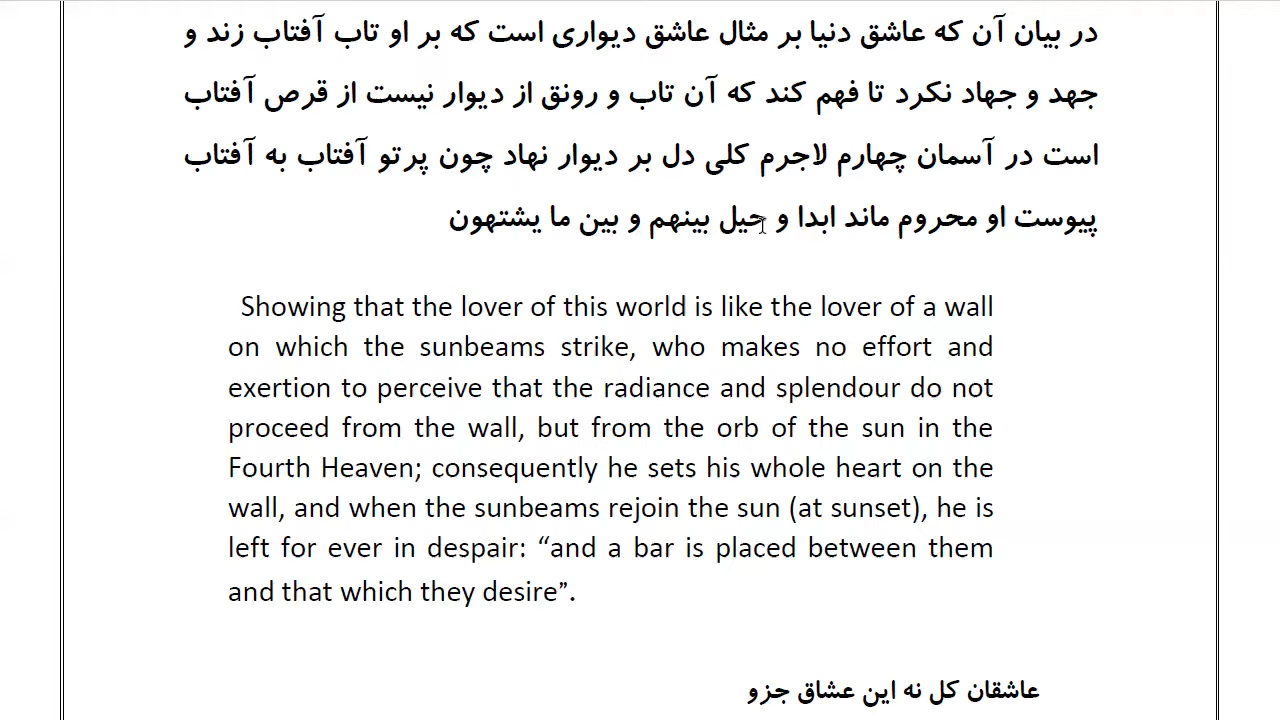 در بیان آن که عاشق دنیا بر مثال عاشق دیواری است که بر او تاب آفتاب زند و
جهد و جهاد نکرد تا فهم کند که آن تاب و رونق از دیوار نیست از قرص آفتاب
است در آسمان چهارم لاجرم کلی دل بر دیوار نهاد چون پرتو آفتاب به آفتاب
پیوست او محروم ماند ابدا و حیل بینهم و بین ما یشتهون
Showing that the lover of this world is like the lover of a wall
on which the sunbeams strike, who makes no effort and
exertion to perceive that the radiance and splendour do not
proceed from the wall, but from the orb of the sun in the
Fourth Heaven; consequently he sets his whole heart on the
wall, and when the sunbeams rejoin the sun (at sunset), he is
left for ever in despair: “and a bar is placed between them
and that which they desire”.
عاشقان کل نه این عشاق جزو